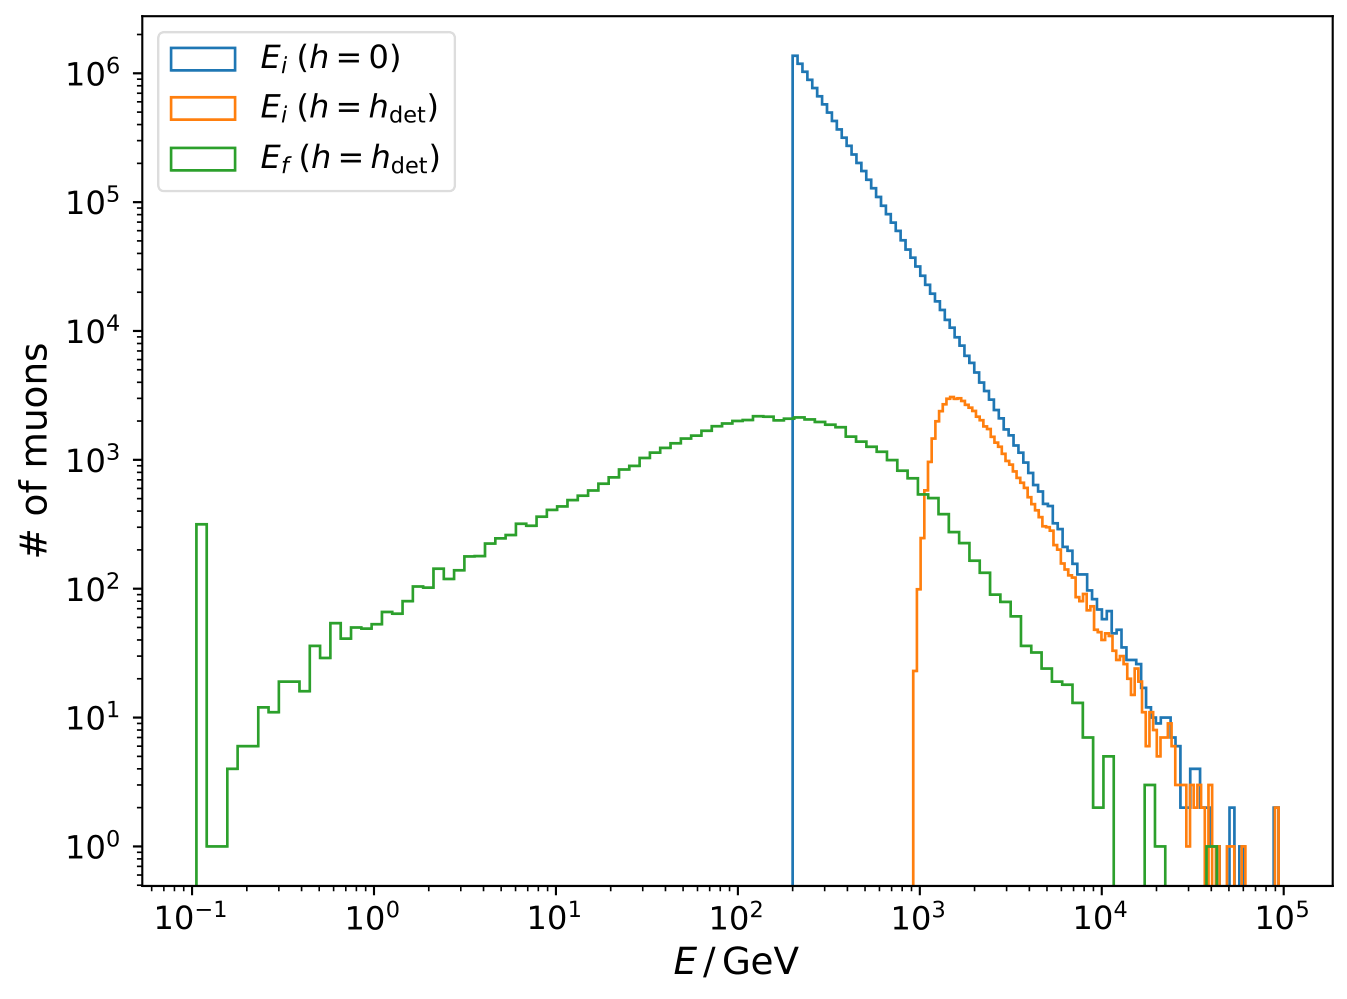 E_i (h = 0)
E_i (h = h_det)
E_f (h = h_det)
10^6
10^5
10^4
10^3
10^2
10^1
10^0
# of muons
10^−1 10^0 10^1 10^2 10^3 10^4 10^5
E / GeV